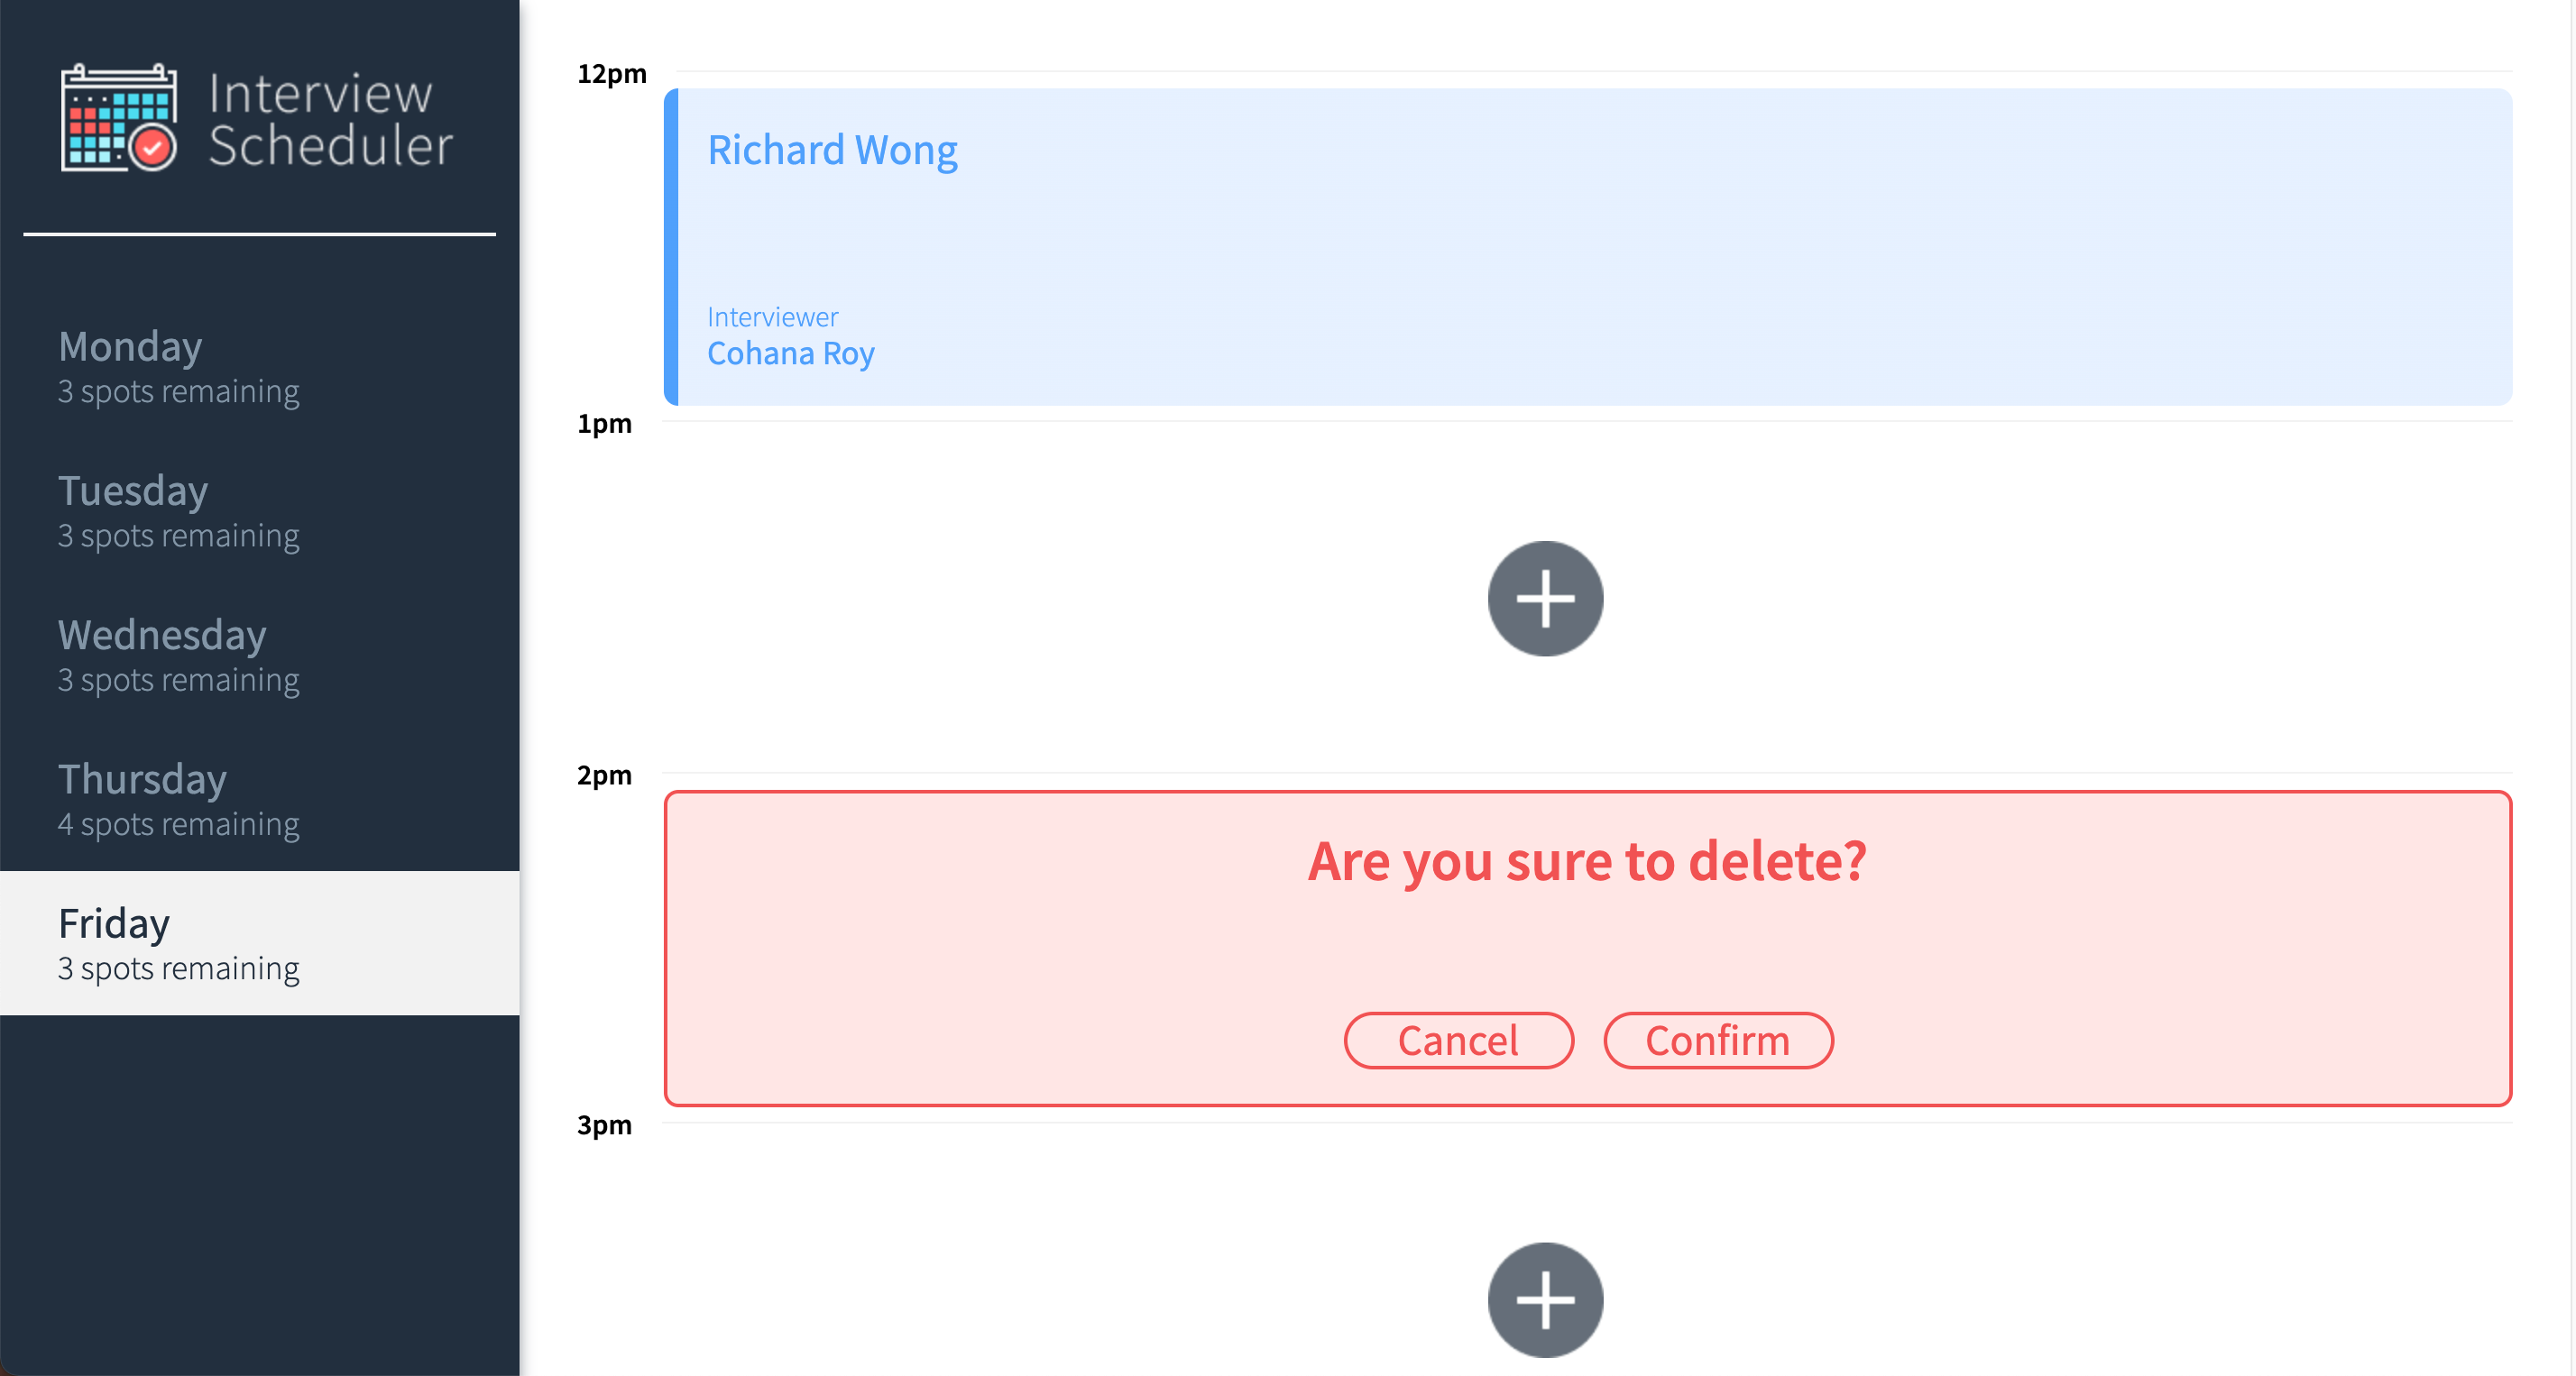 Interview
Scheduler
Monday
3 spots remaining
Tuesday
3 spots remaining
Wednesday
3 spots remaining
Thursday
4 spots remaining
Friday
3 spots remaining
12pm
Richard Wong
Interviewer
Cohana Roy
1pm
2pm
Are you sure to delete?
Cancel Confirm
3pm